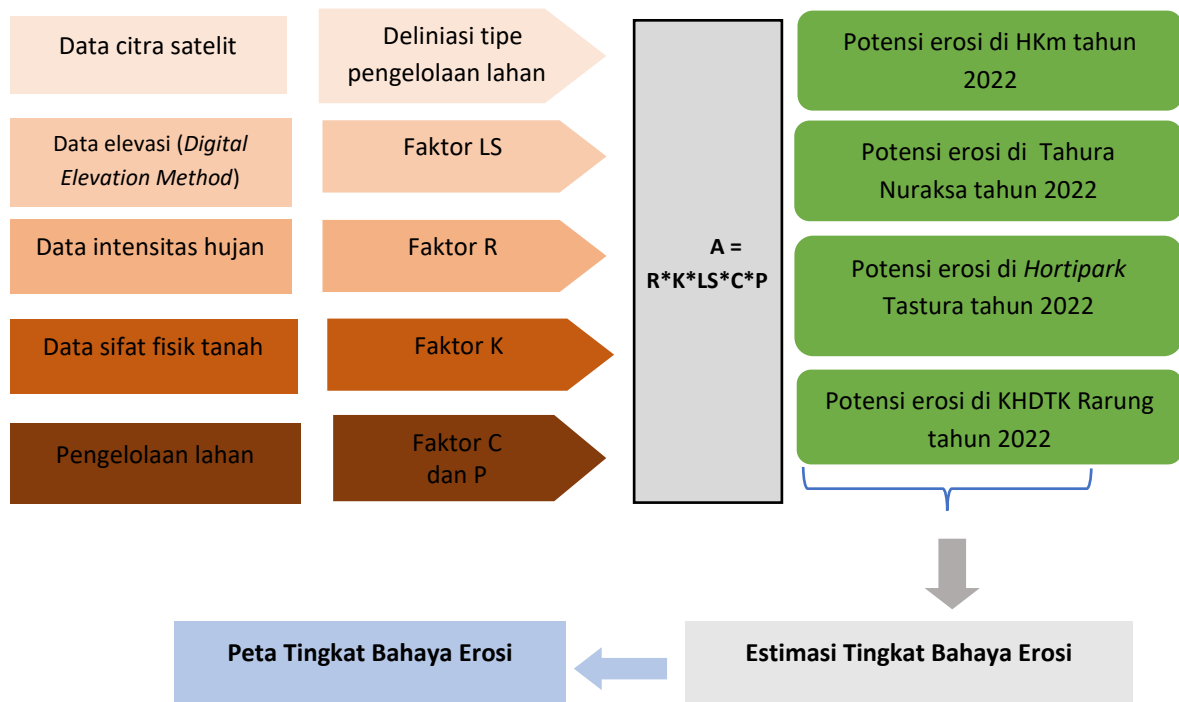 Data citra satelit
Deliniasi tipe
pengelolaan lahan
Data elevasi (Digital
Elevation Method)
Faktor LS
Data intensitas hujan
Faktor R
Data sifat fisik tanah
Faktor K
Pengelolaan lahan
Faktor C
dan P
A =
R*K*LS*C*P
Potensi erosi di HKm tahun
2022
Potensi erosi di Tahura
Nuraksa tahun 2022
Potensi erosi di Hortipark
Tastura tahun 2022
Potensi erosi di KHDTK Rarung
tahun 2022
Peta Tingkat Bahaya Erosi
Estimasi Tingkat Bahaya Erosi